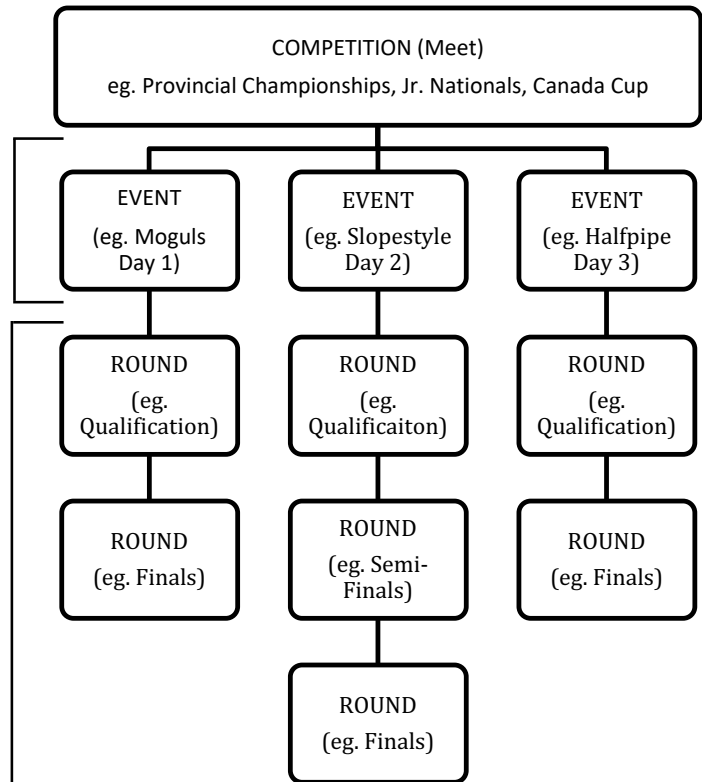 COMPETITION (Meet)
eg. Provincial Championships, Jr. Nationals, Canada Cup
EVENT
(eg. Moguls
Day 1)
EVENT
(eg. Slopestyle
Day 2)
EVENT
(eg. Halfpipe
Day 3)
ROUND
(eg.
Qualification)
ROUND
(eg.
Qualificaiton)
ROUND
(eg.
Qualification)
ROUND
(eg. Finals)
ROUND
(eg. Semi-
Finals)
ROUND
(eg. Finals)
ROUND
(eg. Finals)